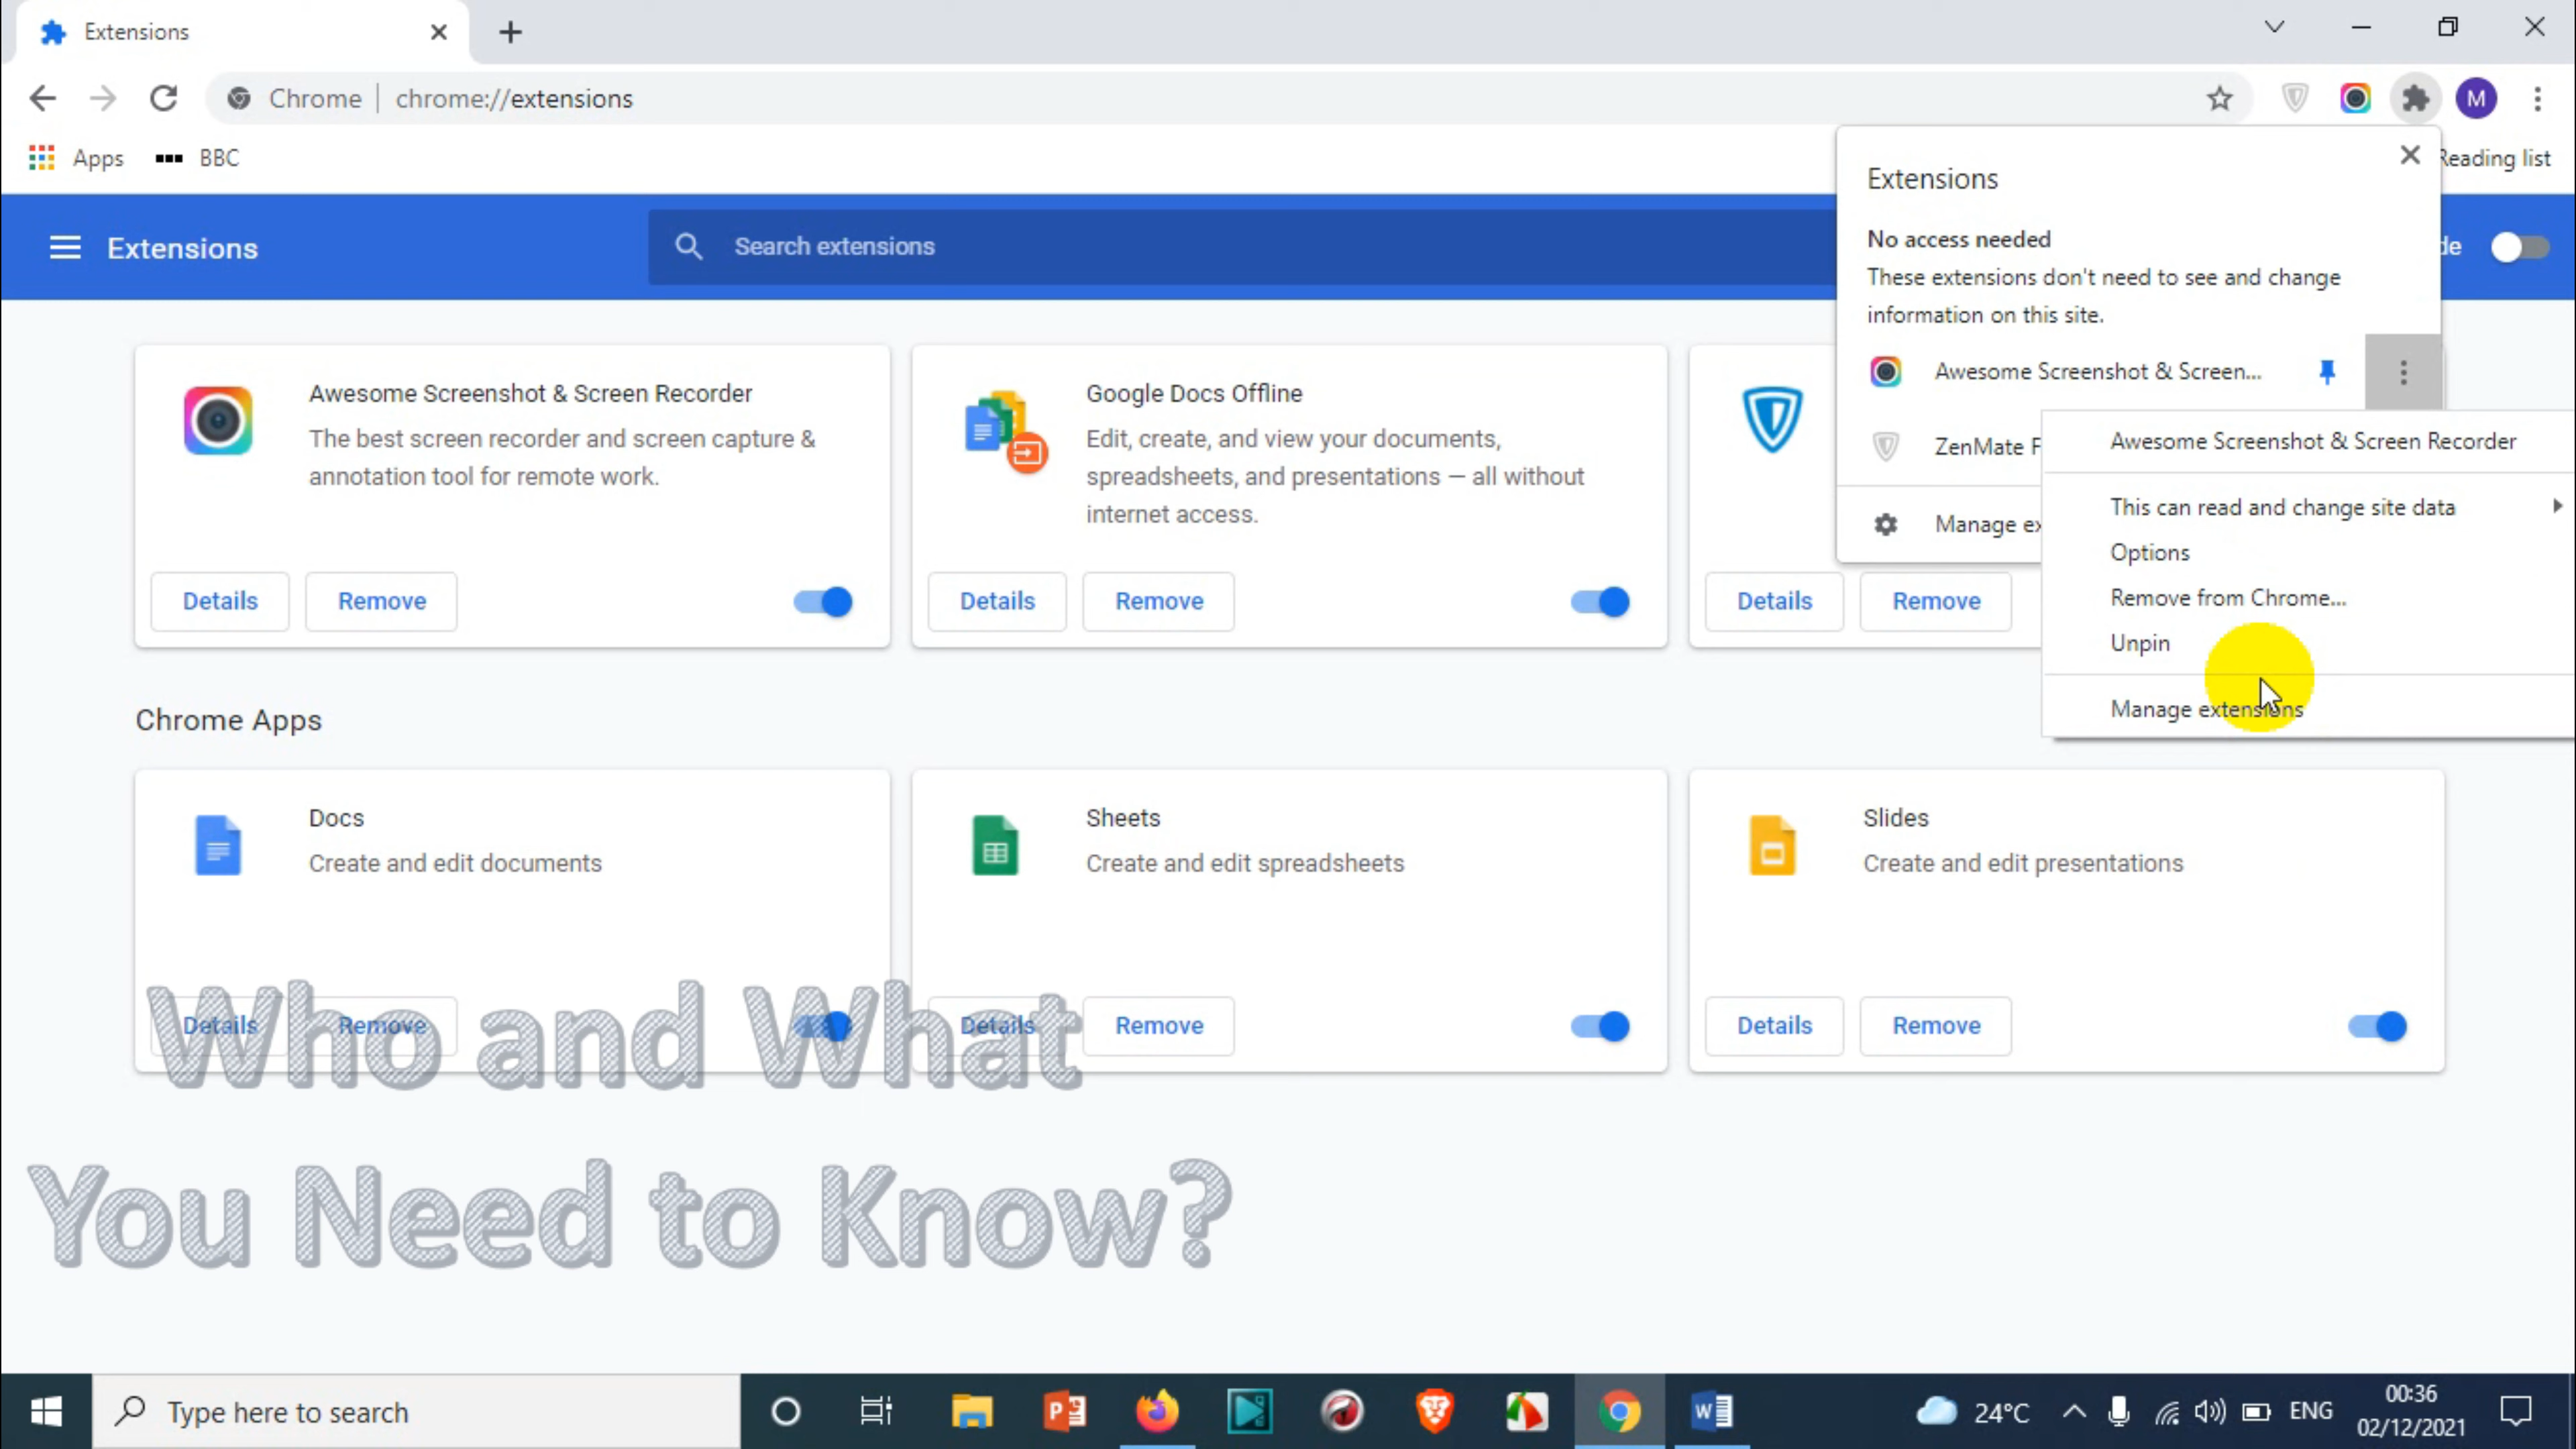 Extensions
Chrome
chrome://extensions
M
Apps
BBC
Reading list
Extensions
Search extensions
de
Extensions
No access needed
These extensions don't need to see and change
information on this site.
Awesome Screenshot & Screen...
ZenMate F
Manage ex
Awesome Screenshot & Screen Recorder
This can read and change site data
Options
Remove from Chrome...
Unpin
Manage extensions
Awesome Screenshot & Screen Recorder
The best screen recorder and screen capture &
annotation tool for remote work.
Details
Remove
Google Docs Offline
Edit, create, and view your documents,
spreadsheets, and presentations — all without
internet access.
Details
Remove
Details
Remove
Chrome Apps
Docs
Create and edit documents
Details
Remove
Sheets
Create and edit spreadsheets
Details
Remove
Slides
Create and edit presentations
Details
Remove
Who and What
You Need to Know?
Type here to search
24°C
ENG
00:36
02/12/2021